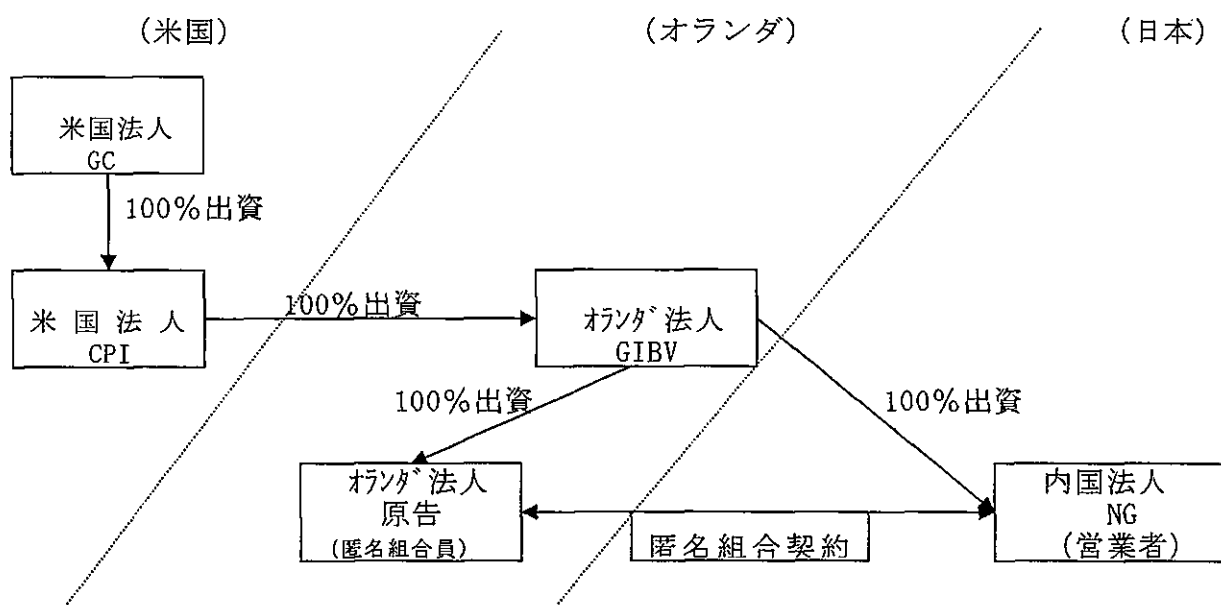 (米国)
(オランダ)
(日本)
米国法人
GC
100%出資
米国法人
CPI
100%出資
オランダ法人
GIBV
100%出資
100%出資
オランダ法人
原告
(匿名組合員)
匿名組合契約
内国法人
NG
(営業者)